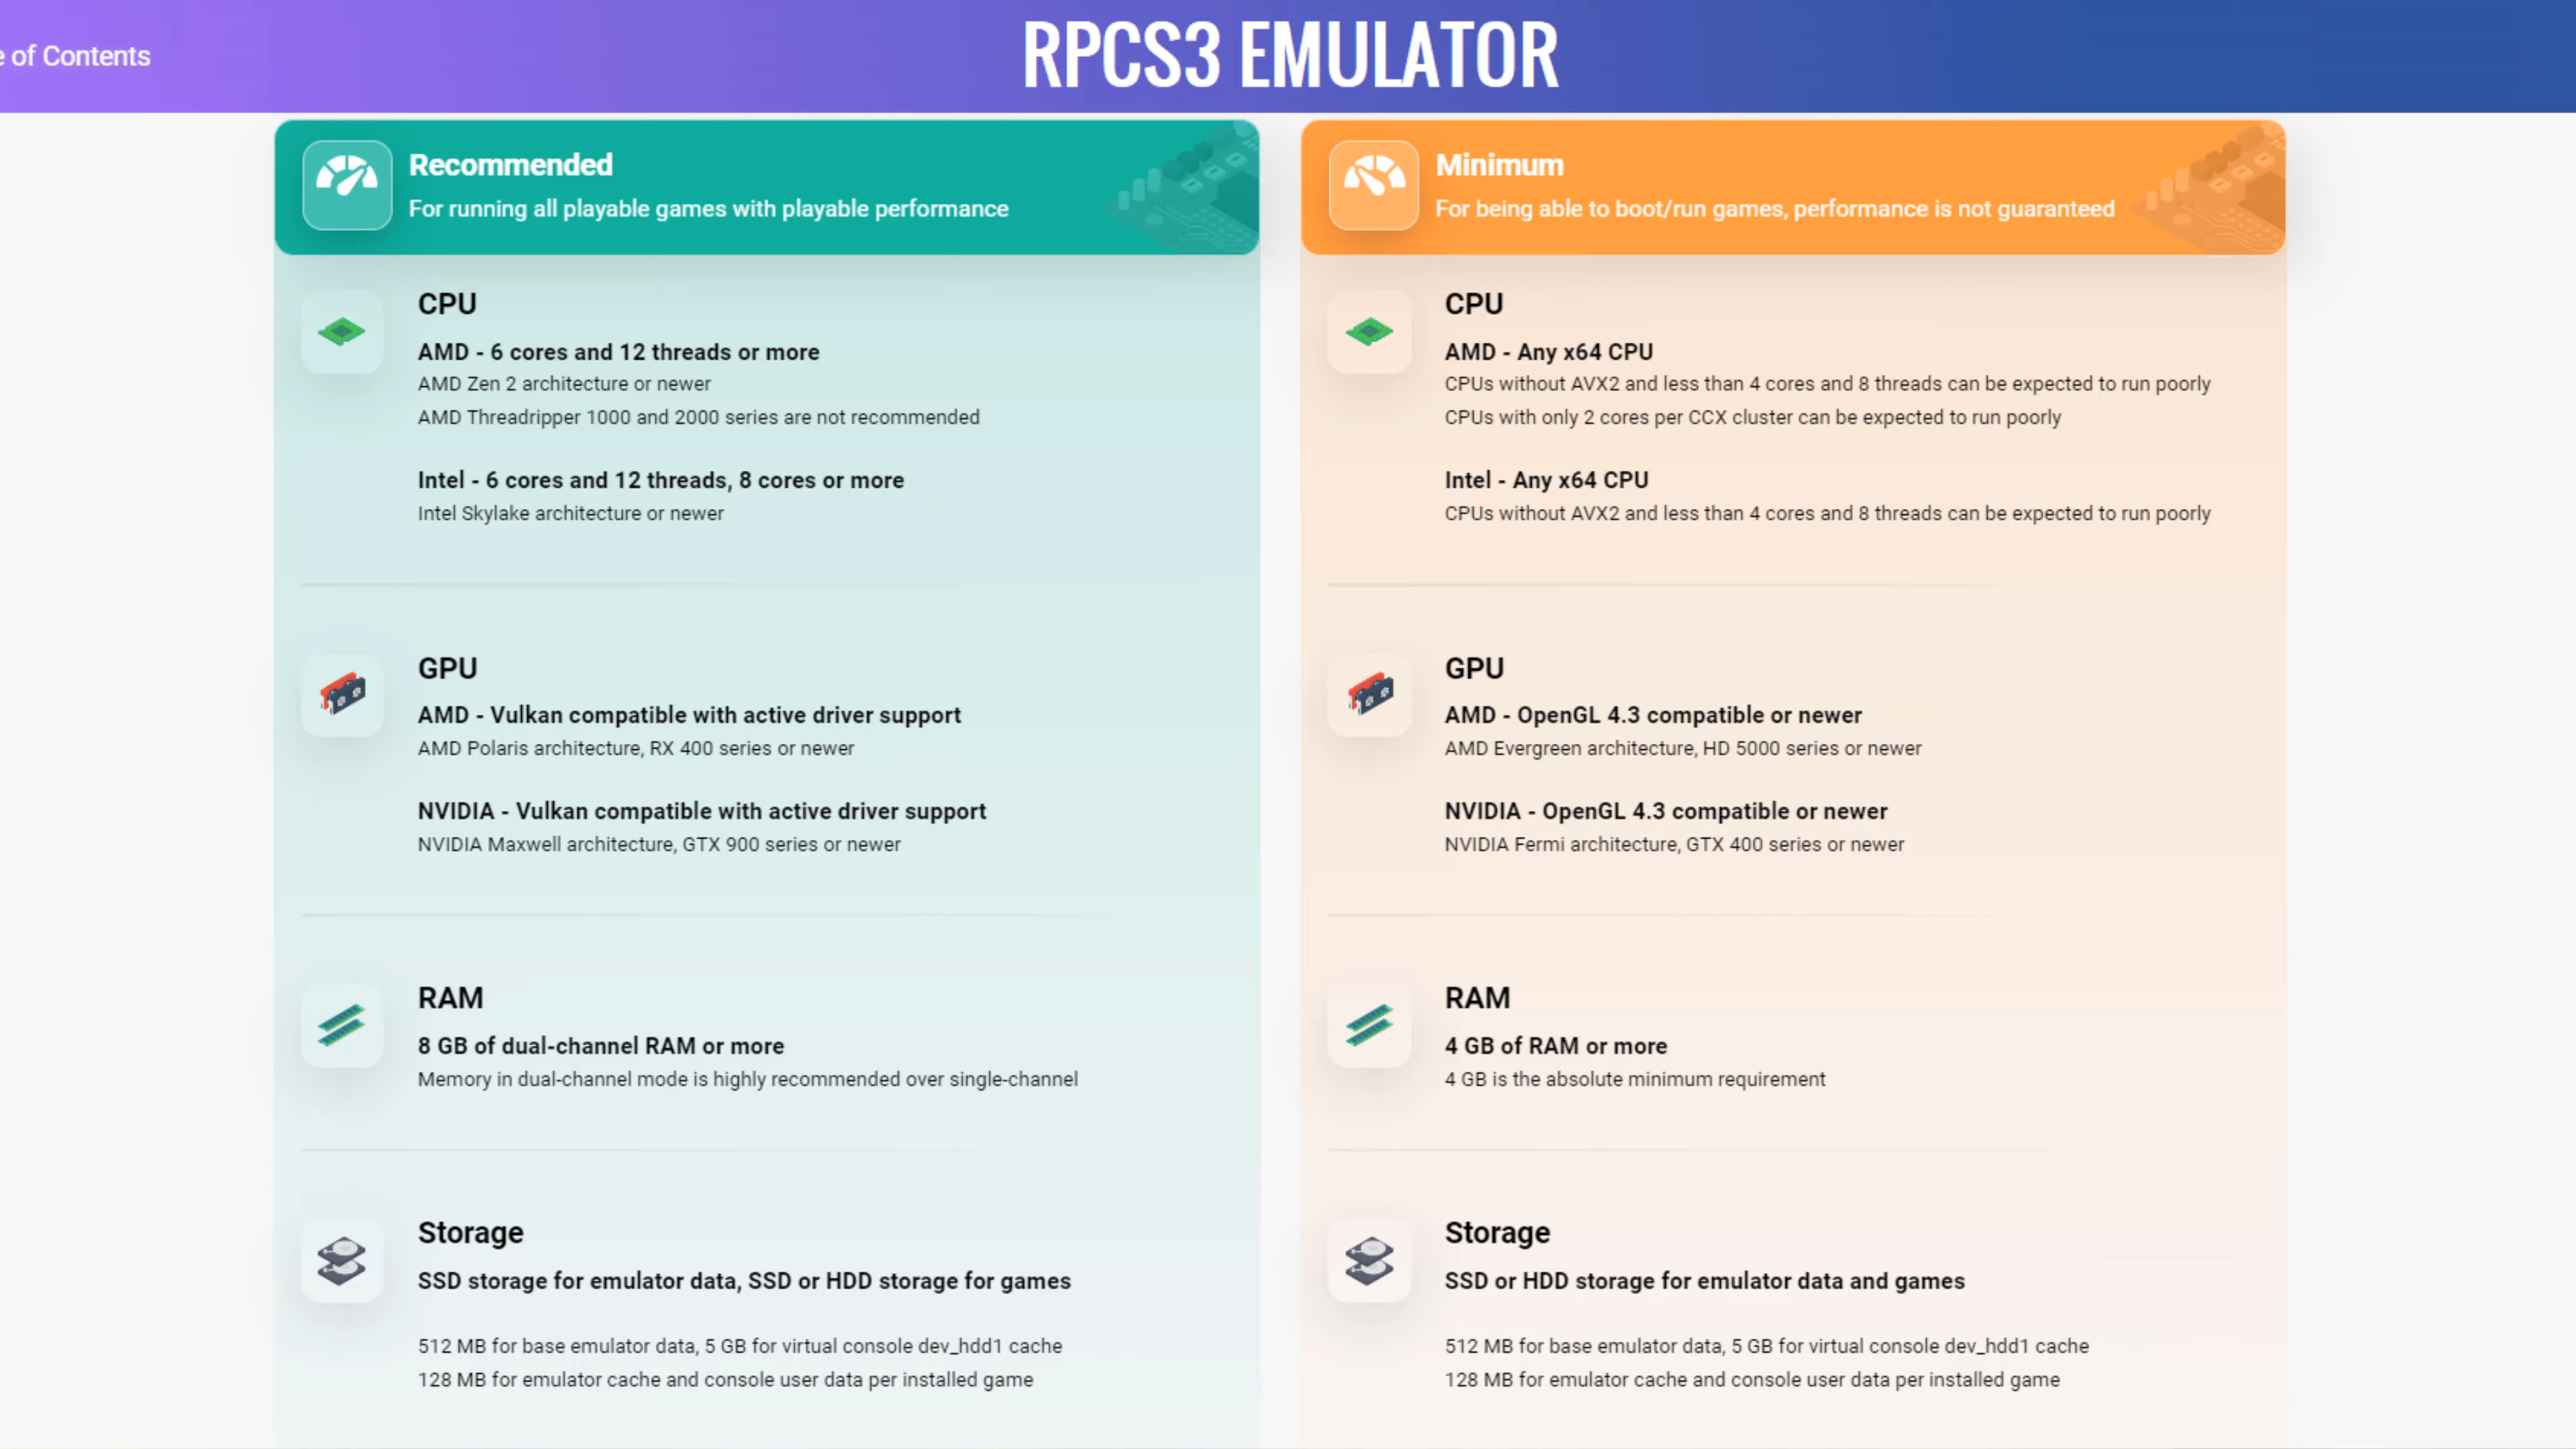 e of Contents
RPCS3 EMULATOR
Recommended
For running all playable games with playable performance
CPU
AMD - 6 cores and 12 threads or more
AMD Zen 2 architecture or newer
AMD Threadripper 1000 and 2000 series are not recommended
Intel - 6 cores and 12 threads, 8 cores or more
Intel Skylake architecture or newer
GPU
AMD - Vulkan compatible with active driver support
AMD Polaris architecture, RX 400 series or newer
NVIDIA - Vulkan compatible with active driver support
NVIDIA Maxwell architecture, GTX 900 series or newer
RAM
8 GB of dual-channel RAM or more
Memory in dual-channel mode is highly recommended over single-channel
Storage
SSD storage for emulator data, SSD or HDD storage for games
512 MB for base emulator data, 5 GB for virtual console dev_hdd1 cache
128 MB for emulator cache and console user data per installed game
Minimum
For being able to boot/run games, performance is not guaranteed
CPU
AMD - Any x64 CPU
CPUs without AVX2 and less than 4 cores and 8 threads can be expected to run poorly
CPUs with only 2 cores per CCX cluster can be expected to run poorly
Intel - Any x64 CPU
CPUs without AVX2 and less than 4 cores and 8 threads can be expected to run poorly
GPU
AMD - OpenGL 4.3 compatible or newer
AMD Evergreen architecture, HD 5000 series or newer
NVIDIA - OpenGL 4.3 compatible or newer
NVIDIA Fermi architecture, GTX 400 series or newer
RAM
4 GB of RAM or more
4 GB is the absolute minimum requirement
Storage
SSD or HDD storage for emulator data and games
512 MB for base emulator data, 5 GB for virtual console dev_hdd1 cache
128 MB for emulator cache and console user data per installed game